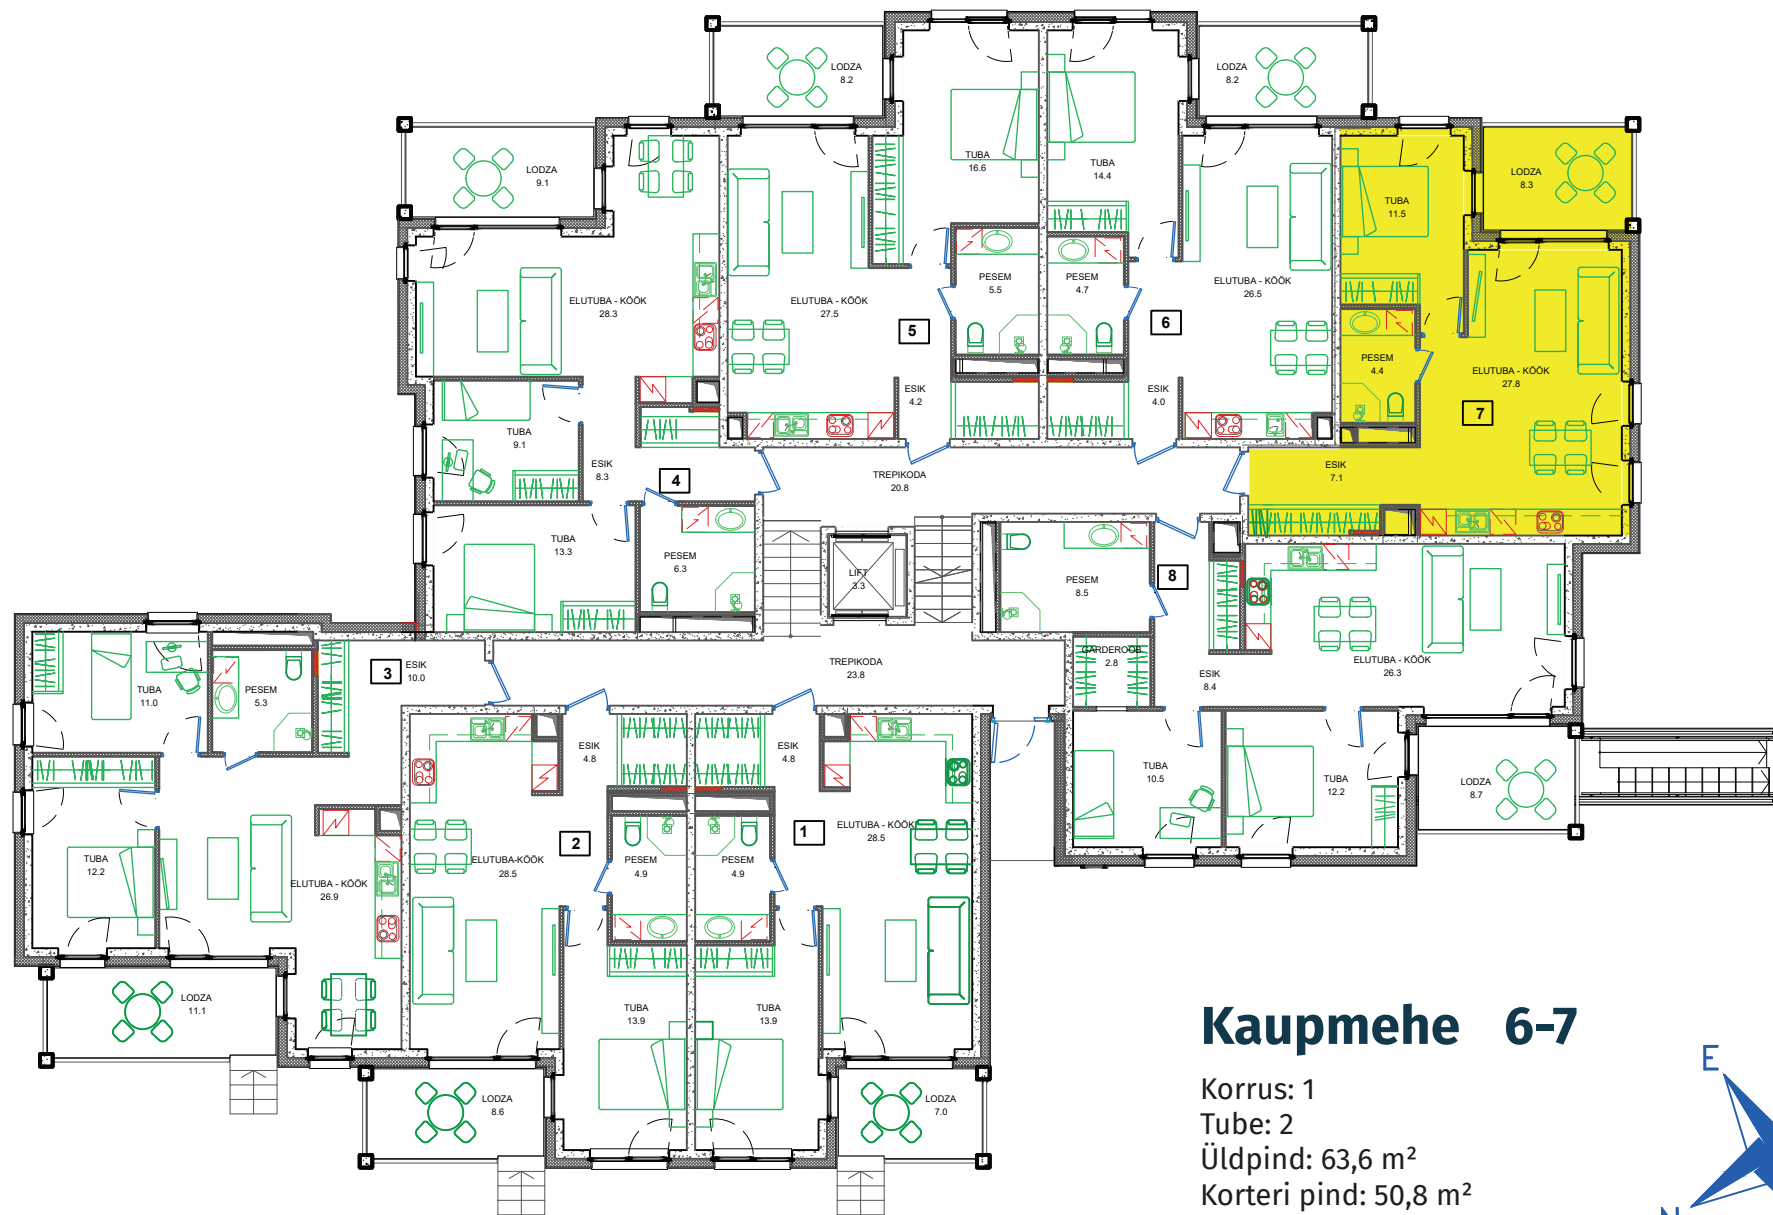 LODZA
8.2
LODZA
8.2
TUBA
16.6
TUBA
14.4
LODZA
9.1
LODZA
8.3
TUBA
11.5
PESEM
5.5
PESEM
4.7
ELUTUBA - KÖÖK
28.3
ELUTUBA - KÖÖK
27.5
5
6
ELUTUBA - KÖÖK
26.5
PESEM
4.4
ELUTUBA - KÖÖK
27.8
7
ESIK
4.2
ESIK
4.0
TUBA
9.1
ESIK
8.3
4
TREPIKODA
20.8
ESIK
7.1
TUBA
13.3
PESEM
6.3
LIFT
3.3
PESEM
8.5
8
GARDEROOB
2.8
ESIK
8.4
ELUTUBA - KÖÖK
26.3
TREPIKODA
23.8
3
ESIK
10.0
TUBA
11.0
PESEM
5.3
ESIK
4.8
ESIK
4.8
TUBA
10.5
TUBA
12.2
LODZA
8.7
TUBA
12.2
ELUTUBA - KÖÖK
26.9
ELUTUBA-KÖÖK
28.5
2
PESEM
4.9
PESEM
4.9
1
ELUTUBA - KÖÖK
28.5
LODZA
11.1
TUBA
13.9
TUBA
13.9
LODZA
8.6
LODZA
7.0
Kaupmehe 6-7
Korrus: 1
Tube: 2
Üldpind: 63,6 m²
Korteri pind: 50,8 m²
E
N